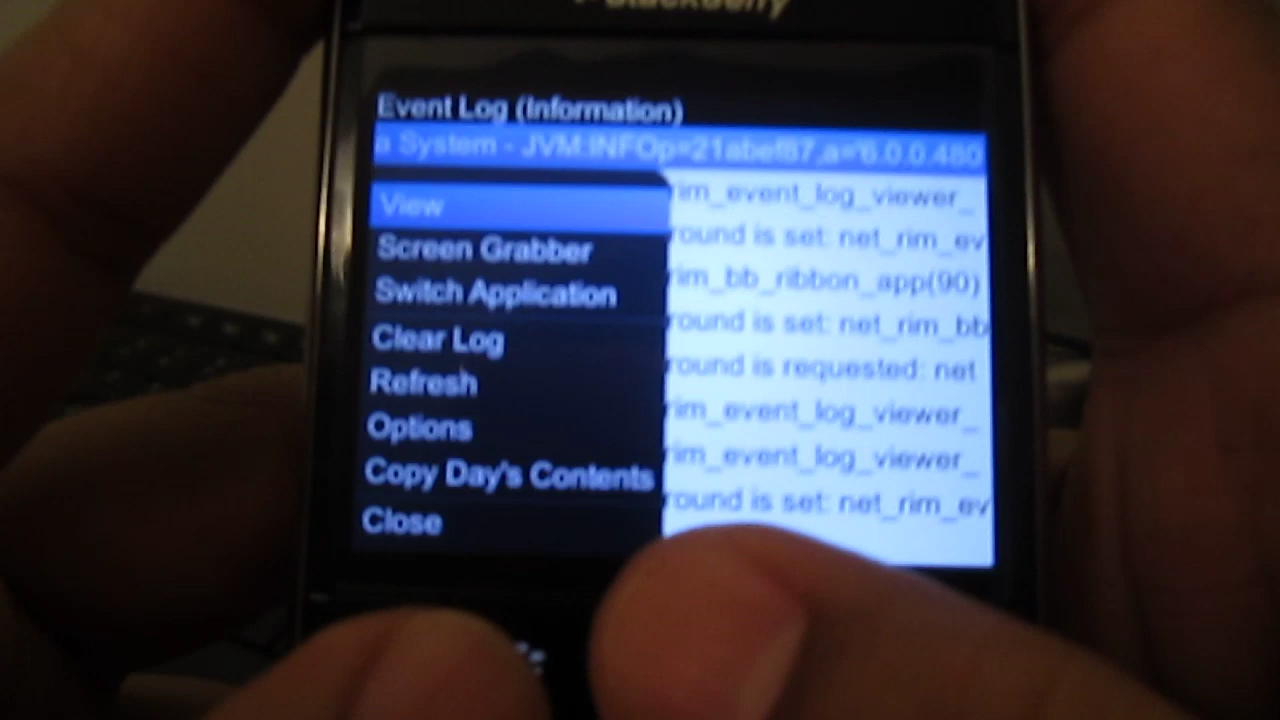 BlackBerry
Event Log (Information)
a System - JVM:INFOp=21abef87,a='6.0.0.480
View
Screen Grabber
Switch Application
Clear Log
Refresh
Options
Copy Day's Contents
Close
rim_event_log_viewer_
round is set: net_rim_ev
rim_bb_ribbon_app(90)
round is set: net_rim_bb
round is requested: net
rim_event_log_viewer_
rim_event_log_viewer_
round is set: net_rim_ev